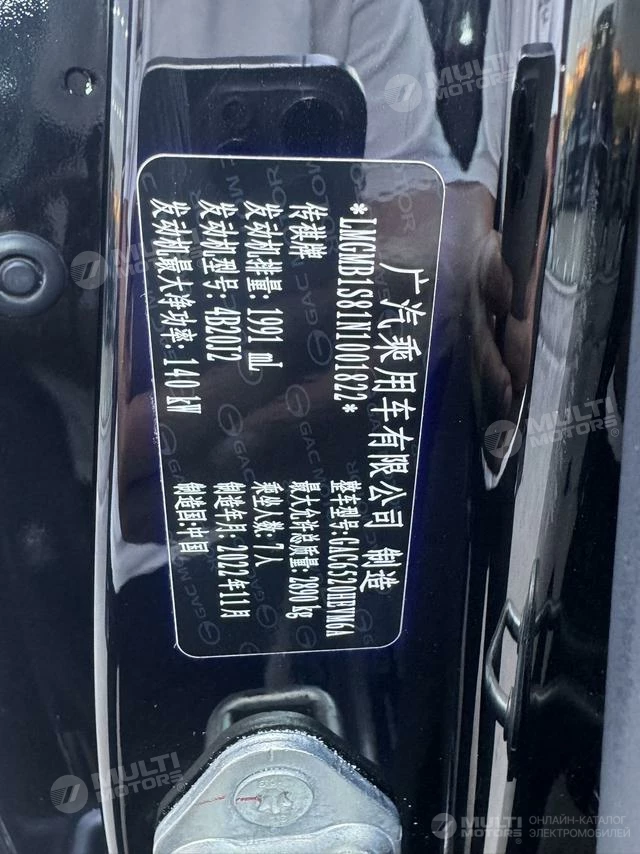 广汽乘用车有限公司 制造
*LMGMB1S81N1001822* 整车型号: GAC6520HEVM6A
传祺牌 最大允许总质量: 2890 kg
发动机排量: 1991 mL 乘坐人数: 7人
发动机型号: 4B20J2 制造年月: 2022年11月
发动机最大净功率: 140 kW 制造国:中国
GAC MOTOR
MULTI
MOTORS®
MULTI
MOTORS®
MULTI
MOTORS®
MULTI
MOTORS®
MULTI
MOTORS®
ОНЛАЙН-КАТАЛОГ
ЭЛЕКТРОМОБИЛЕЙ